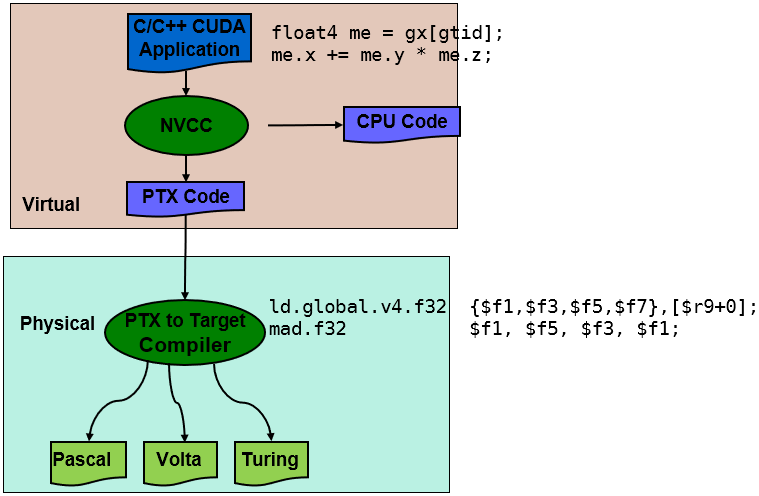 C/C++ CUDA
Application
float4 me = gx[gtid];
me.x += me.y * me.z;
NVCC
CPU Code
PTX Code
Virtual
Physical
PTX to Target
Compiler
ld.global.v4.f32 {$f1,$f3,$f5,$f7},[$r9+0];
mad.f32 $f1, $f5, $f3, $f1;
Pascal
Volta
Turing